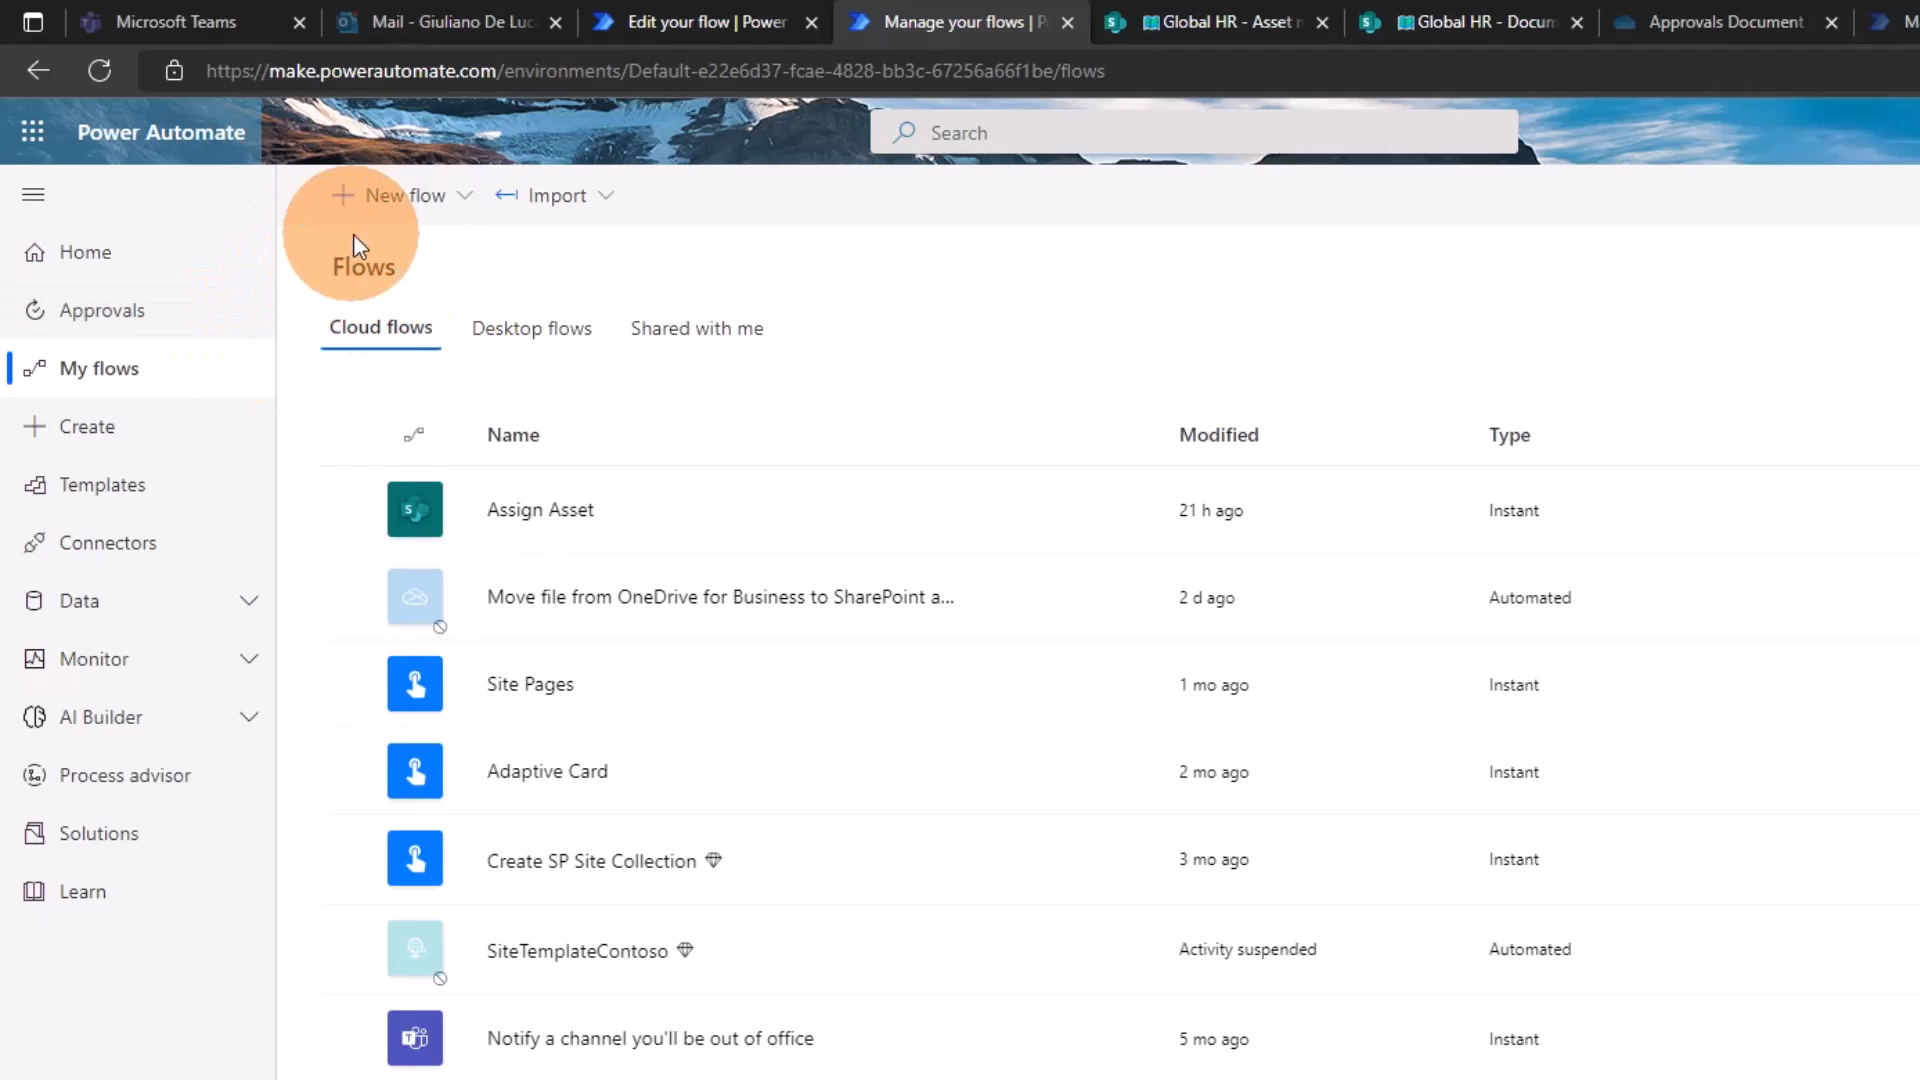 Microsoft Teams
Mail - Giuliano De Luc
Edit your flow | Power
Manage your flows | P
Global HR - Asset
Global HR - Docum
Approvals Document
https://make.powerautomate.com/environments/Default-e22e6d37-fcae-4828-bb3c-67256a66f1be/flows
Power Automate
Search
New flow
Import
Home
Approvals
My flows
Create
Templates
Connectors
Data
Monitor
AI Builder
Process advisor
Solutions
Learn
Flows
Cloud flows Desktop flows Shared with me
Name Modified Type
Assign Asset 21 h ago Instant
Move file from OneDrive for Business to SharePoint a... 2 d ago Automated
Site Pages 1 mo ago Instant
Adaptive Card 2 mo ago Instant
Create SP Site Collection 3 mo ago Instant
SiteTemplateContoso Activity suspended Automated
Notify a channel you'll be out of office 5 mo ago Instant